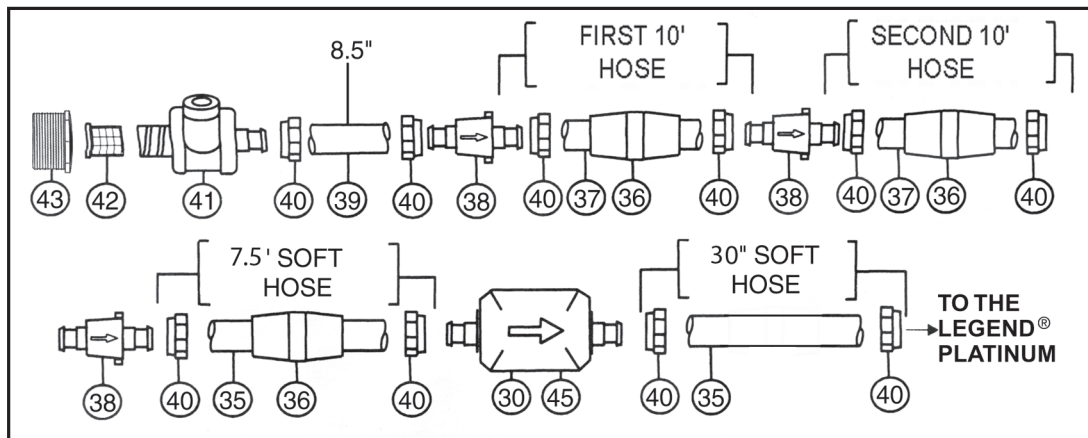 8.5"
FIRST 10'
HOSE
SECOND 10'
HOSE
43 42 41 40 39 40 38 40 37 36 40 38 40 37 36 40
7.5' SOFT
HOSE
30" SOFT
HOSE
TO THE
LEGEND®
PLATINUM
38 40 35 36 40 30 45 40 35 40